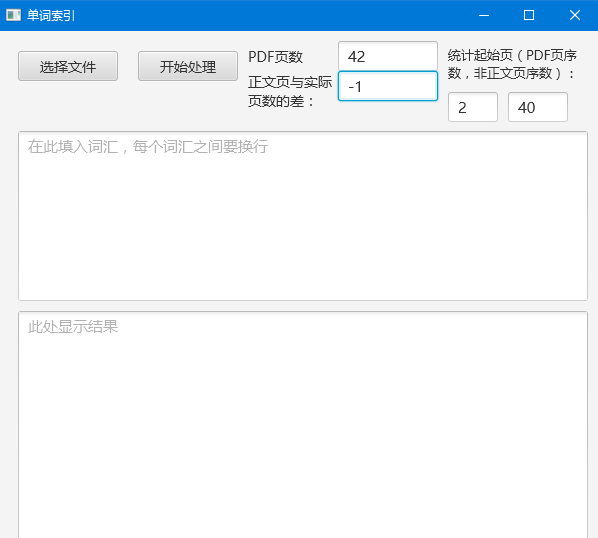 单词索引
选择文件
开始处理
PDF页数
42
正文页与实际
页数的差：
-1
统计起始页（PDF页序
数，非正文页序数）：
2
40
在此填入词汇，每个词汇之间要换行
此处显示结果